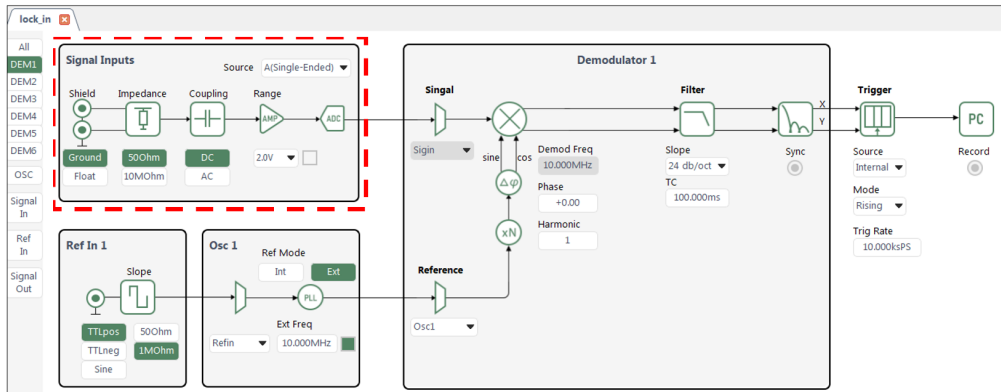 lock_in
All
DEM1
DEM2
DEM3
DEM4
DEM5
DEM6
OSC
Signal
In
Ref
In
Signal
Out
Signal Inputs
Source A(Single-Ended)
Shield Impedance Coupling Range
AMP ADC
Ground 50Ohm DC 2.0V
Float 10MOhm AC
Ref In 1
Slope
TTLpos 50Ohm
TTLneg 1MOhm
Sine
Osc 1
Ref Mode
Int Ext
PLL
Ext Freq
Refin 10.000MHz
Demodulator 1
Singal
Sigin
sine cos
Δφ
xN
Reference
Osc1
Demod Freq
10.000MHz
Phase
+0.00
Harmonic
1
Filter
Slope
24 db/oct
TC
100.000ms
X
Y
Sync
Trigger
Source
Internal
Mode
Rising
Trig Rate
10.000ksPS
PC
Record